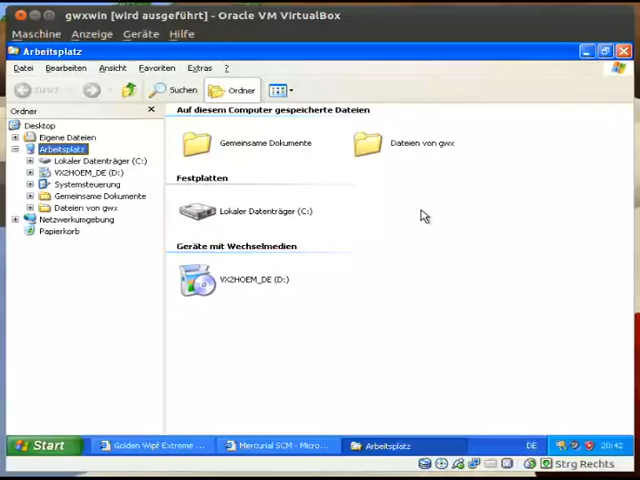 gwxwin [wird ausgeführt] - Oracle VM VirtualBox
Maschine Anzeige Geräte Hilfe
Arbeitsplatz
Datei Bearbeiten Ansicht Favoriten Extras ?
Zurück Suchen Ordner
Ordner
Desktop
Eigene Dateien
Arbeitsplatz
Lokaler Datenträger (C:)
VX2HOEM_DE (D:)
Systemsteuerung
Gemeinsame Dokumente
Dateien von gwx
Netzwerkumgebung
Papierkorb
Auf diesem Computer gespeicherte Dateien
Gemeinsame Dokumente Dateien von gwx
Festplatten
Lokaler Datenträger (C:)
Geräte mit Wechselmedien
VX2HOEM_DE (D:)
Start Golden Wipf Extreme ... Mercurial SCM - Micro... Arbeitsplatz DE 20:42
Strg Rechts